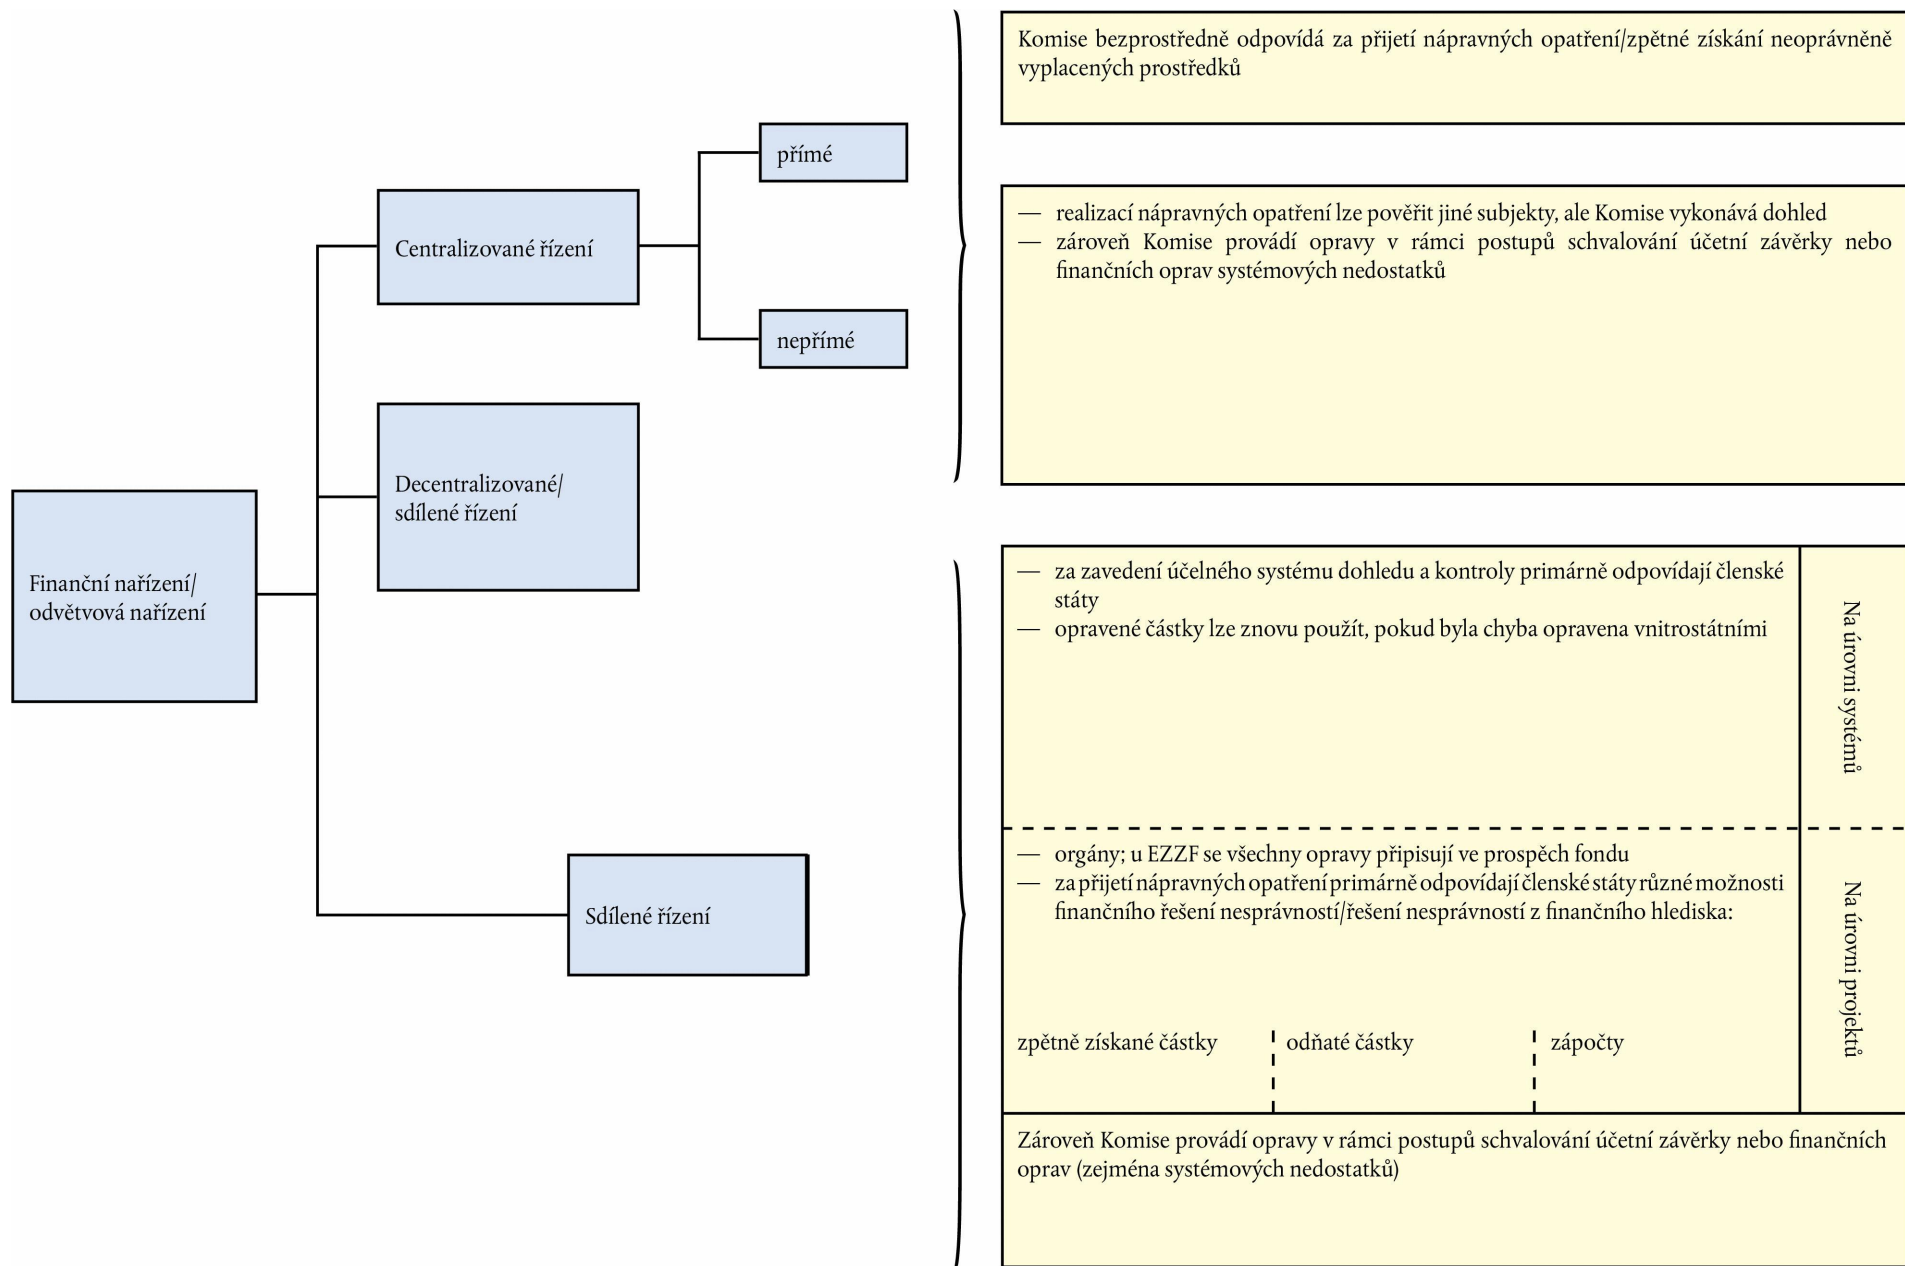 Komise bezprostředně odpovídá za přijetí nápravných opatření/zpětné získání neoprávněně
vyplacených prostředků
přímé
Centralizované řízení
nepřímé
— realizací nápravných opatření lze pověřit jiné subjekty, ale Komise vykonává dohled
— zároveň Komise provádí opravy v rámci postupů schvalování účetní závěrky nebo
finančních oprav systémových nedostatků
Decentralizované/
sdílené řízení
Finanční nařízení/
odvětvová nařízení
Sdílené řízení
— za zavedení účelného systému dohledu a kontroly primárně odpovídají členské
státy
— opravené částky lze znovu použít, pokud byla chyba opravena vnitrostátními
Na úrovni systémů
— orgány; u EZZF se všechny opravy připisují ve prospěch fondu
— za přijetí nápravných opatření primárně odpovídají členské státy různé možnosti
finančního řešení nesprávností/řešení nesprávností z finančního hlediska:
zpětně získané částky
odňaté částky
zápočty
Na úrovni projektů
Zároveň Komise provádí opravy v rámci postupů schvalování účetní závěrky nebo finančních
oprav (zejména systémových nedostatků)